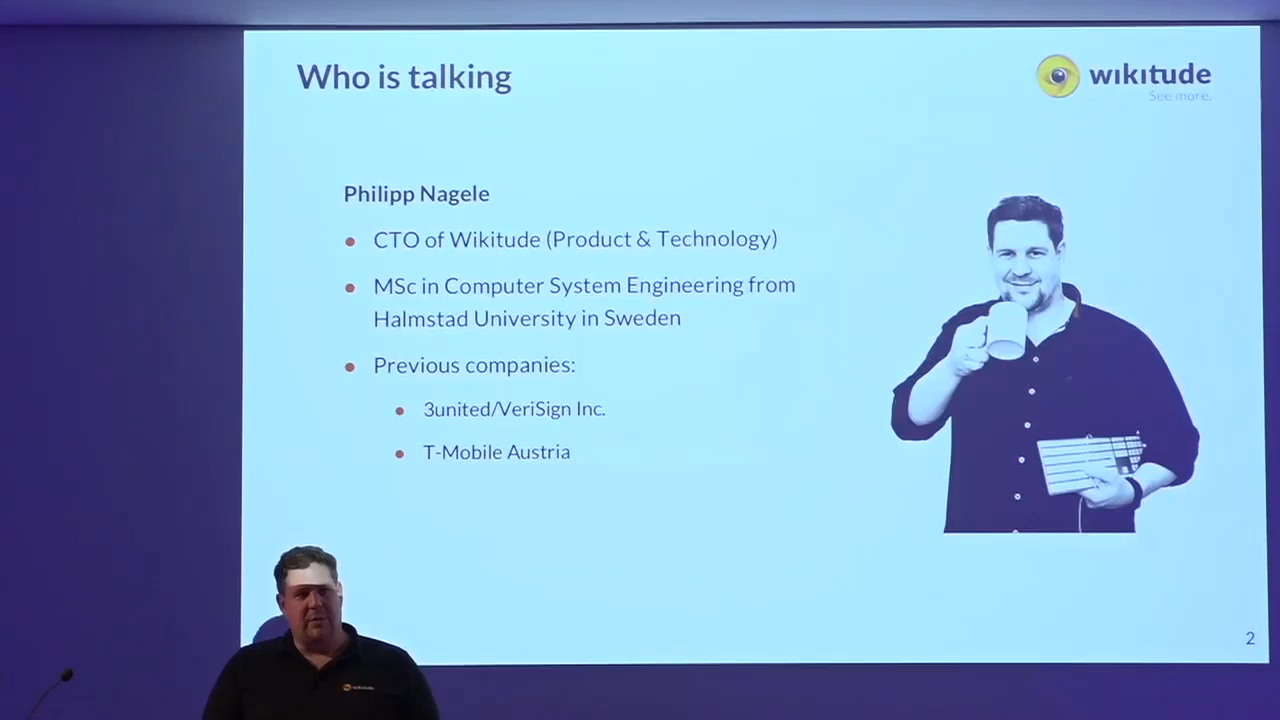 Who is talking
wikitude
See more.
Philipp Nagele
CTO of Wikitude (Product & Technology)
MSc in Computer System Engineering from
Halmstad University in Sweden
Previous companies:
3united/VeriSign Inc.
T-Mobile Austria
2
wikitude